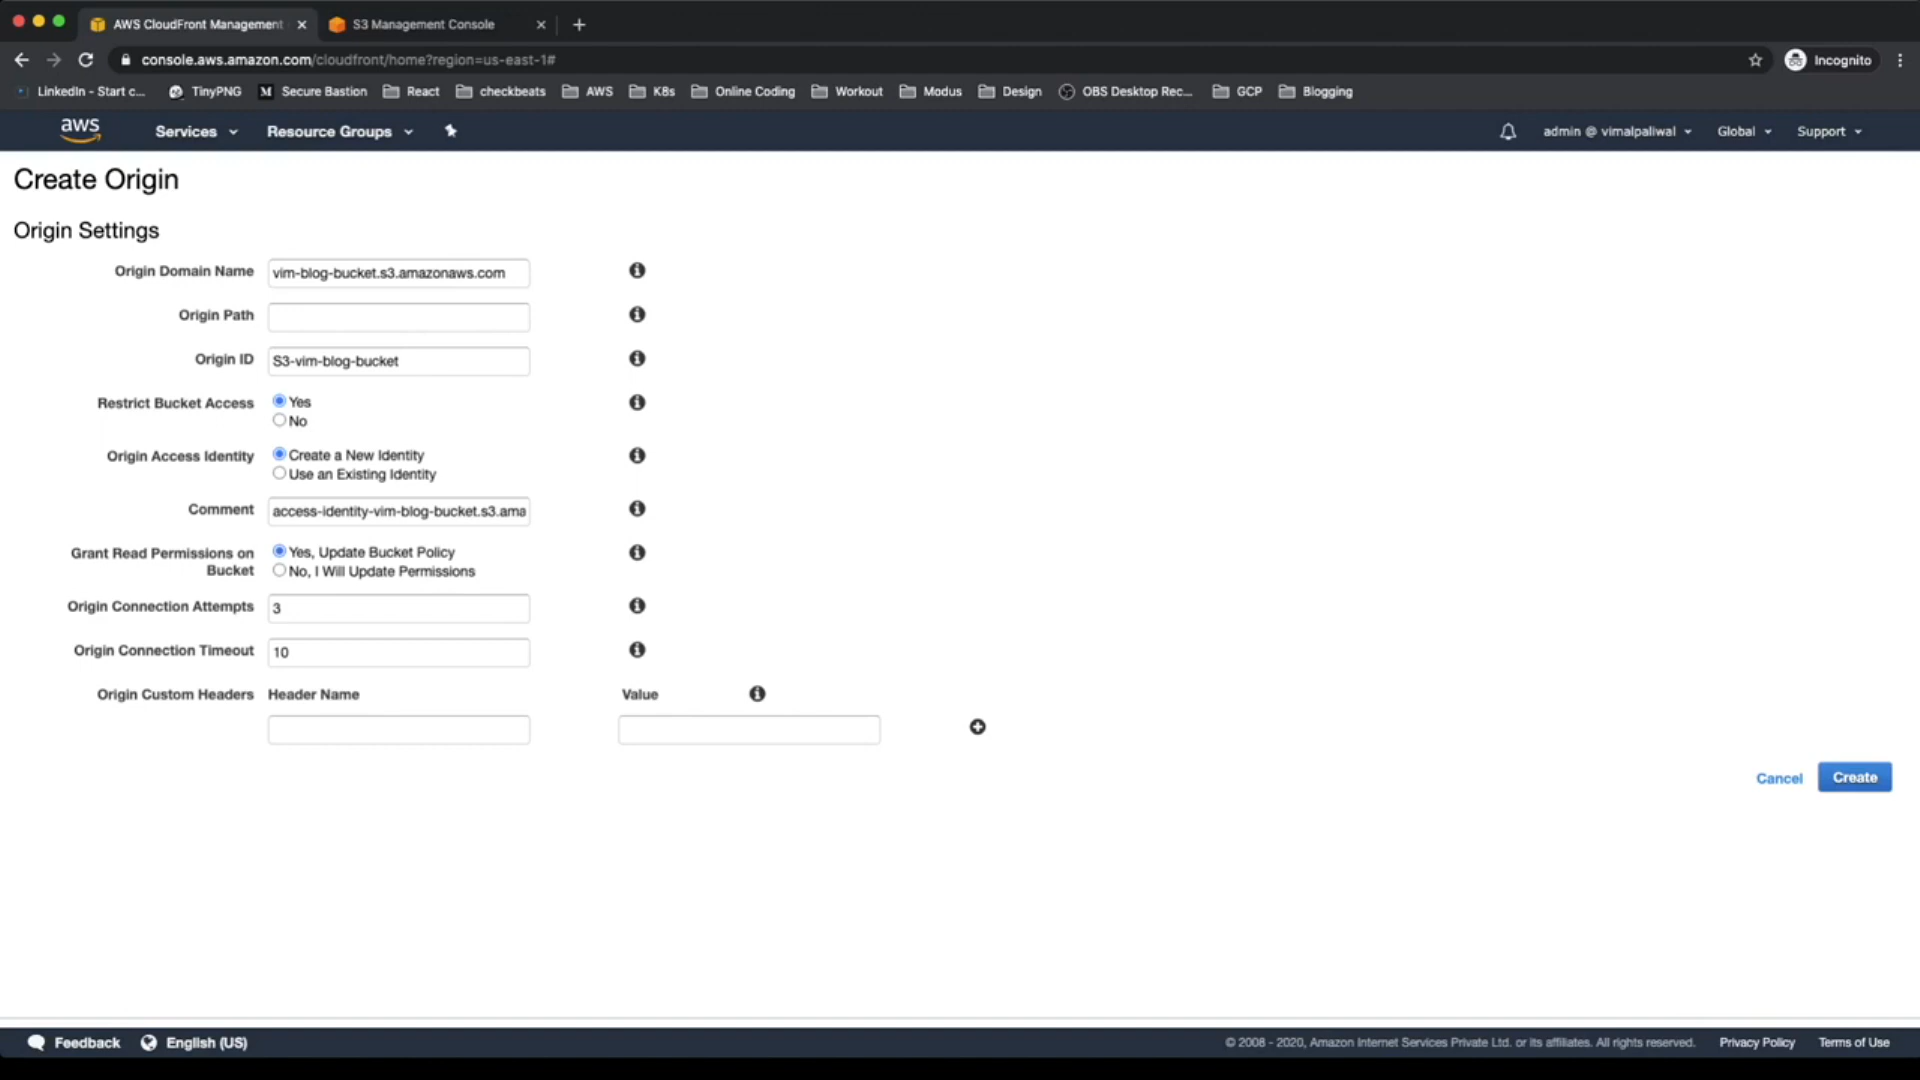 AWS CloudFront Management
S3 Management Console
console.aws.amazon.com/cloudfront/home?region=us-east-1#
Incognito
LinkedIn - Start c...
TinyPNG
M Secure Bastion
React
checkbeats
AWS
K8s
Online Coding
Workout
Modus
Design
OBS Desktop Rec...
GCP
Blogging
aws
Services
Resource Groups
admin @ vimalpaliwal
Global
Support
Create Origin
Origin Settings
Origin Domain Name vim-blog-bucket.s3.amazonaws.com
Origin Path
Origin ID S3-vim-blog-bucket
Restrict Bucket Access Yes
No
Origin Access Identity Create a New Identity
Use an Existing Identity
Comment access-identity-vim-blog-bucket.s3.ama
Grant Read Permissions on Bucket
Yes, Update Bucket Policy
No, I Will Update Permissions
Origin Connection Attempts 3
Origin Connection Timeout 10
Origin Custom Headers Header Name Value
Cancel Create
Feedback English (US)
© 2008 - 2020, Amazon Internet Services Private Ltd. or its affiliates. All rights reserved. Privacy Policy Terms of Use